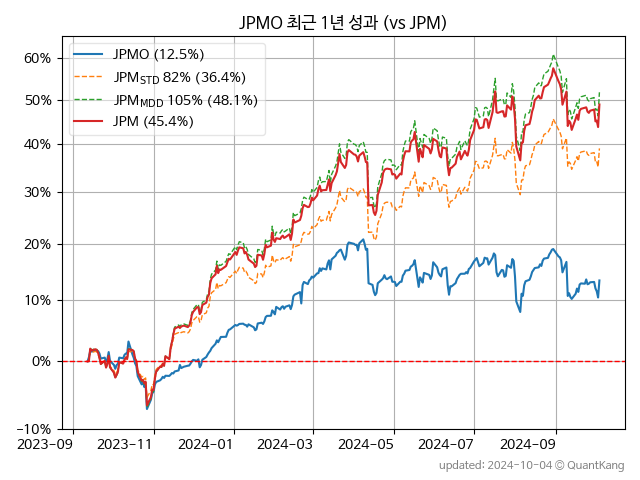 JPMO 최근 1년 성과 (vs JPM)
JPMO (12.5%)
JPM_STD 82% (36.4%)
JPM_MDD 105% (48.1%)
JPM (45.4%)
60%
50%
40%
30%
20%
10%
0%
−10%
2023-09 2023-11 2024-01 2024-03 2024-05 2024-07 2024-09
updated: 2024-10-04 © QuantKang